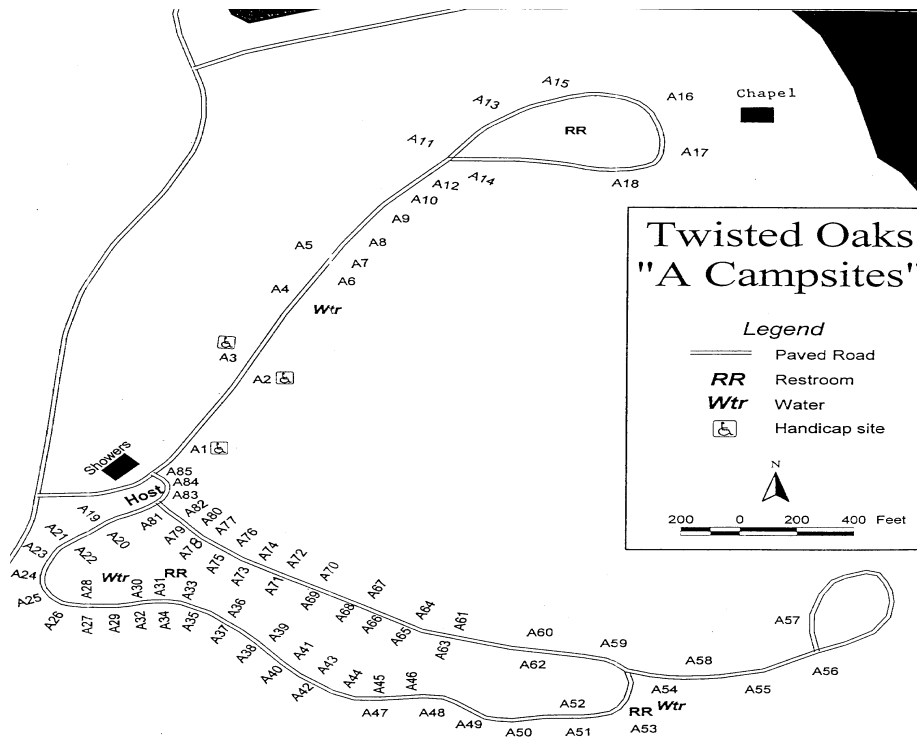 A15
A16
Chapel
A13
RR
A11
A17
A12
A14
A18
A10
A9
A5
A8
A7
A6
A4
Wtr
A3
A2
A1
Twisted Oaks
"A Campsites"
Legend
Paved Road
RR Restroom
Wtr Water
Handicap site
N
200 0 200 400 Feet
Showers
A85
A84
A83
Host
A82
A81
A80
A79
A78
A77
A76
A75
A74
A73
A72
A71
A70
A69
A68
A67
A66
A65
A64
A63
A61
A62
A60
A59
A58
A57
A56
A55
A54
Wtr
RR
A53
A52
A51
A50
A49
A48
A47
A46
A45
A44
A43
A42
A41
A40
A39
A38
A37
A36
A35
A34
A33
A32
A31
A30
A29
A28
A27
A26
A25
A24
A23
A22
A21
A20
A19
Wtr
RR